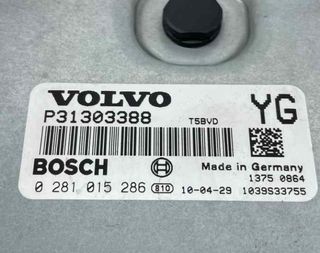 VOLVO
YG
P31303388
T5BVD
BOSCH
Made in Germany
1375 0864
0 281 015 286 810 10-04-29 1039S33755